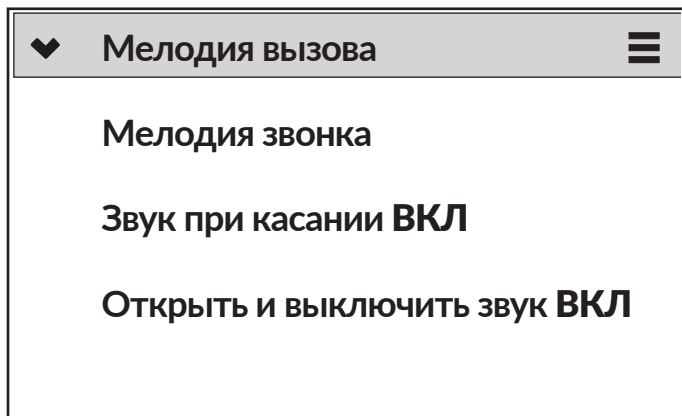 Мелодия вызова
Мелодия звонка
Звук при касании ВКЛ
Открыть и выключить звук ВКЛ